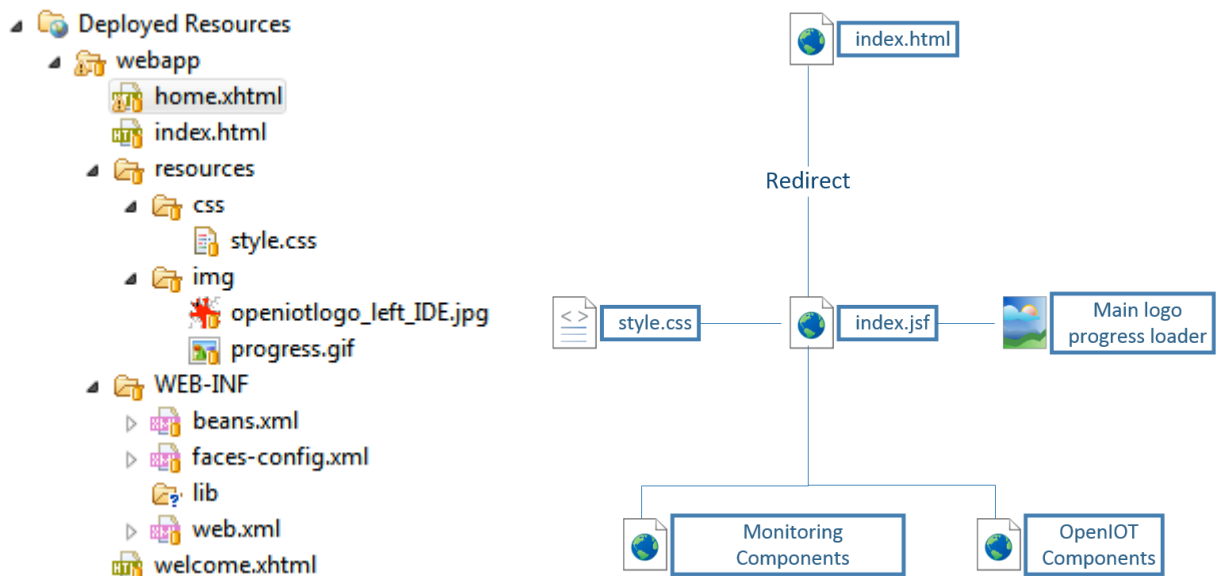 Deployed Resources
webapp
home.xhtml
index.html
resources
css
style.css
img
openiotlogo_left_IDE.jpg
progress.gif
WEB-INF
beans.xml
faces-config.xml
lib
web.xml
welcome.xhtml
index.html
Redirect
style.css
index.jsf
Main logo
progress loader
Monitoring
Components
OpenIOT
Components